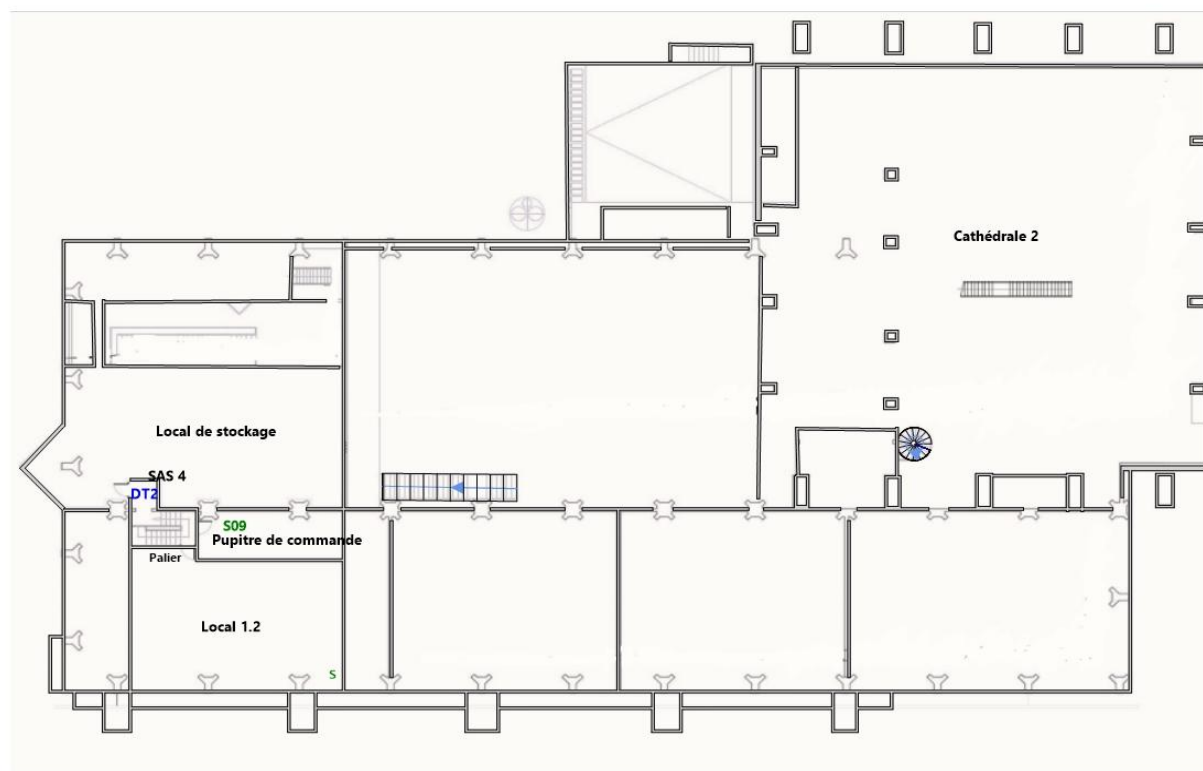 Cathédrale 2
Local de stockage
SAS 4
DT2
S09
Pupitre de commande
Palier
Local 1.2
S